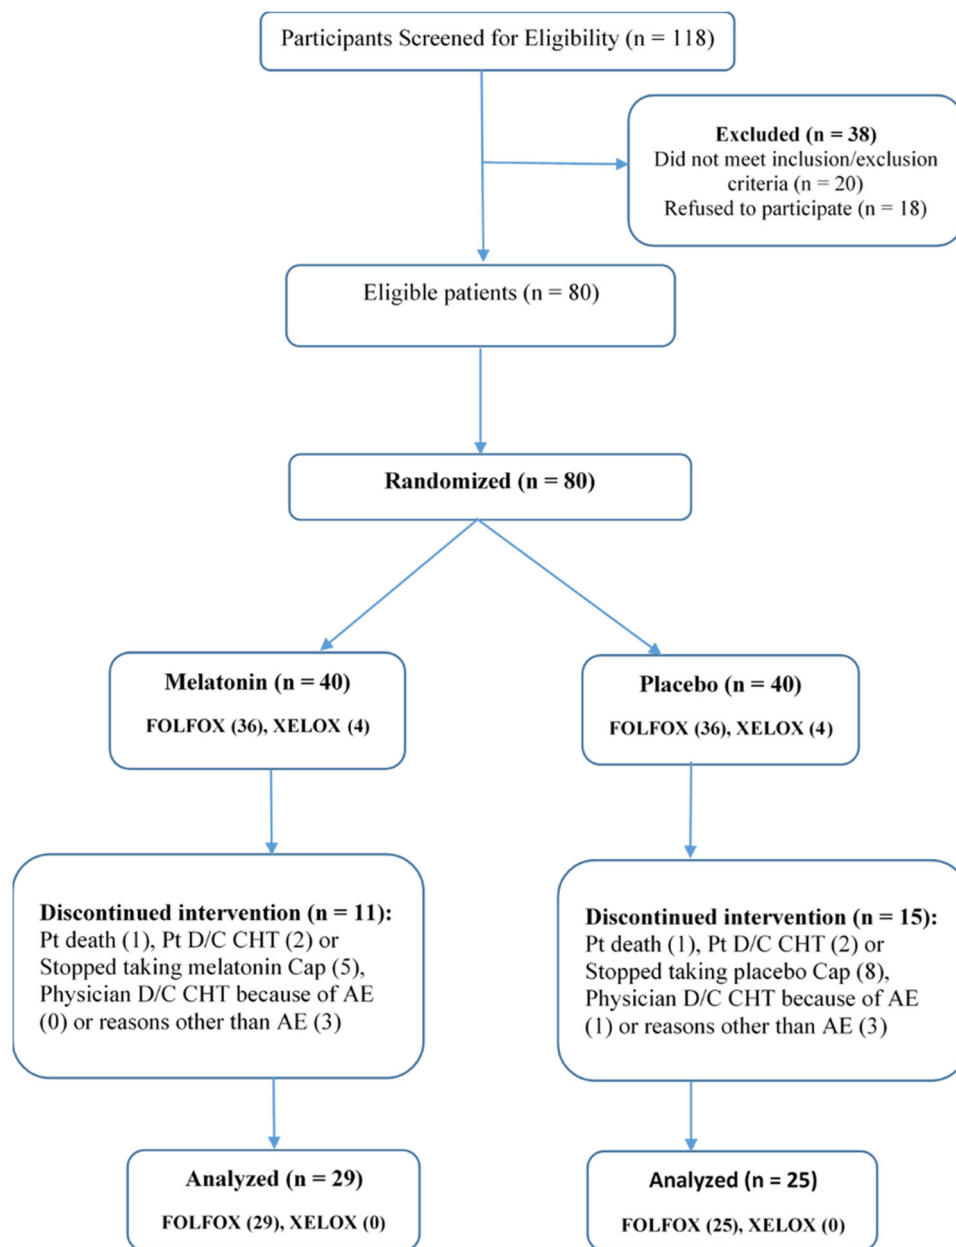 Participants Screened for Eligibility (n = 118)
Excluded (n = 38)
Did not meet inclusion/exclusion
criteria (n = 20)
Refused to participate (n = 18)
Eligible patients (n = 80)
Randomized (n = 80)
Melatonin (n = 40)
FOLFOX (36), XELOX (4)
Placebo (n = 40)
FOLFOX (36), XELOX (4)
Discontinued intervention (n = 11):
Pt death (1), Pt D/C CHT (2) or
Stopped taking melatonin Cap (5),
Physician D/C CHT because of AE
(0) or reasons other than AE (3)
Discontinued intervention (n = 15):
Pt death (1), Pt D/C CHT (2) or
Stopped taking placebo Cap (8),
Physician D/C CHT because of AE
(1) or reasons other than AE (3)
Analyzed (n = 29)
FOLFOX (29), XELOX (0)
Analyzed (n = 25)
FOLFOX (25), XELOX (0)